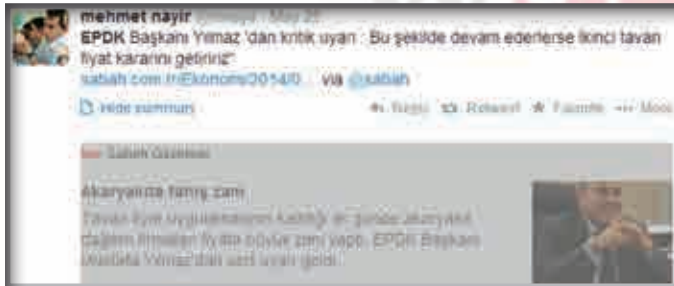 mehmet nayir May 20
EPDK Başkanı Yılmaz 'dan kritik uyarı : Bu şekilde devam ederlerse ikinci tavan
fiyat kararını getiririz"
sabah.com.tr/Ekonomi/2014/0... via @sabah
Hide summary Reply Retweet Favorite More
Sabah Gazetesi
Akaryakıta fahiş zam
Tavan fiyat uygulamasının kalktığı ilk günde akaryakıt
dağıtım firmaları fiyata büyük zam yaptı. EPDK Başkanı
Mustafa Yılmaz'dan sert uyarı geldi.